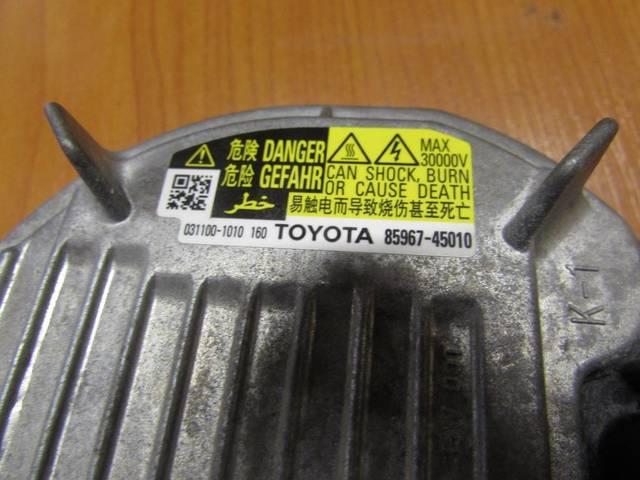 危険 DANGER
危险 GEFAHR
خطر
MAX
30000V
CAN SHOCK, BURN
OR CAUSE DEATH
易触电而导致烧伤甚至死亡
031100-1010 160 TOYOTA 85967-45010
K-1